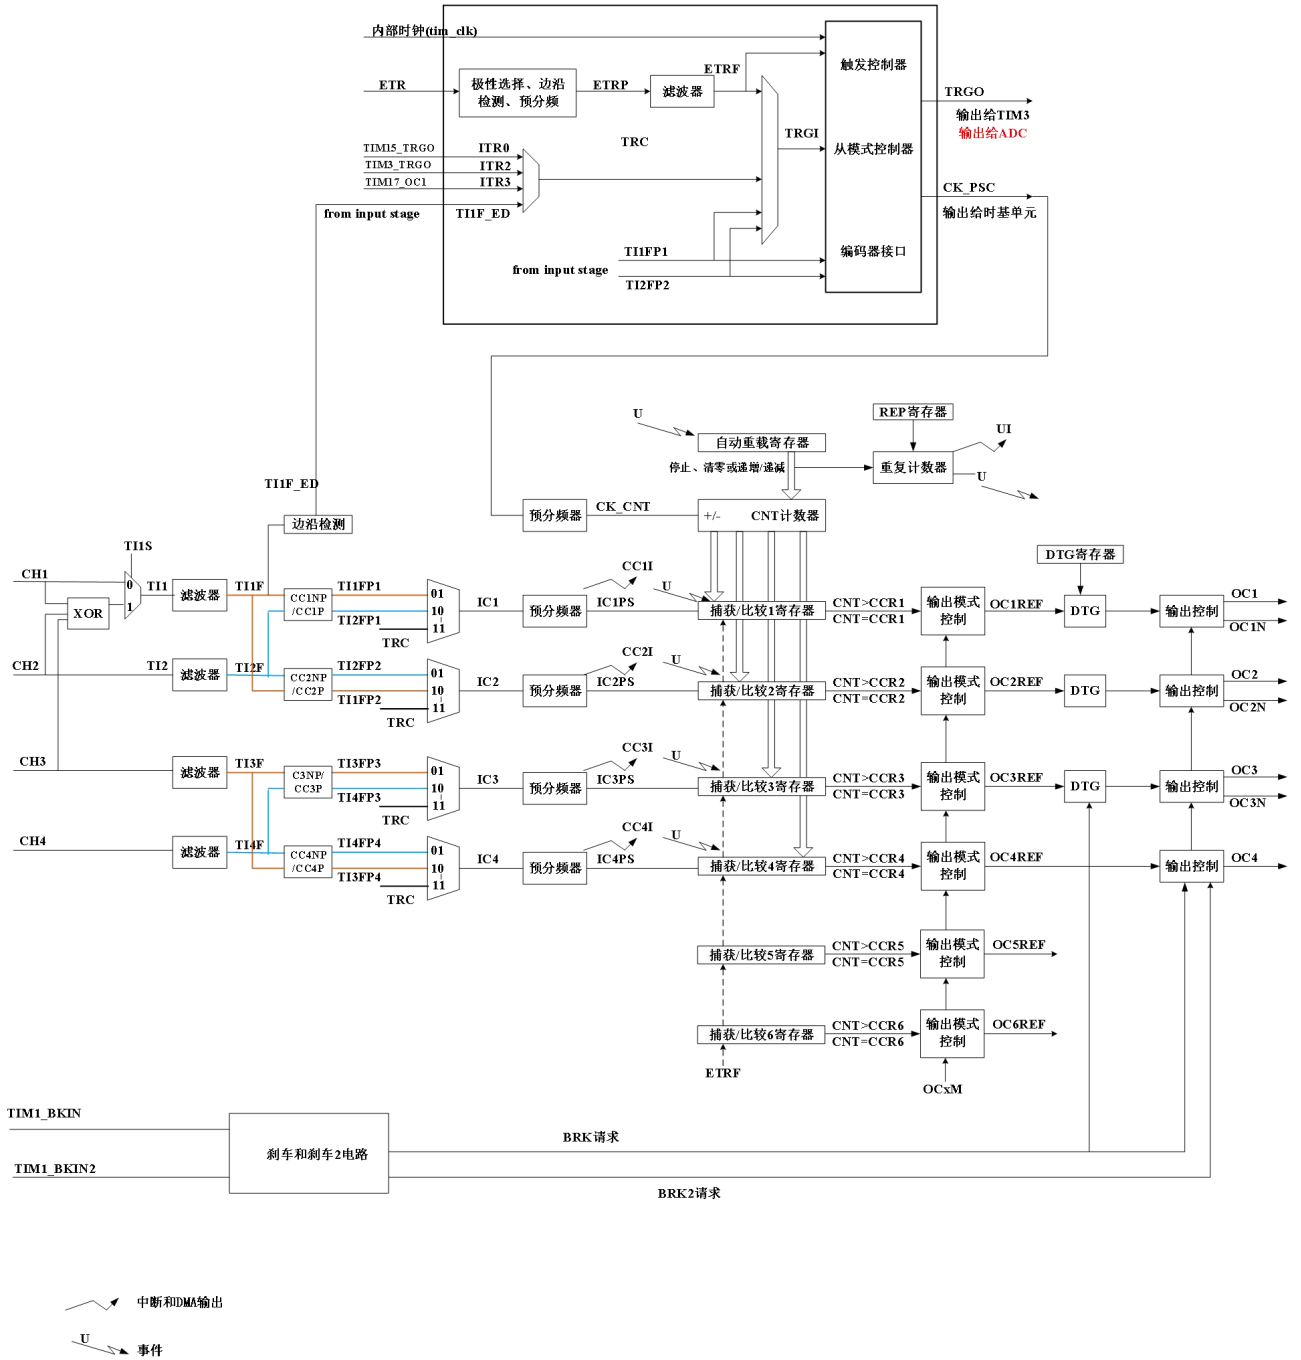 内部时钟(tim_clk)
触发控制器
ETR
极性选择、边沿
检测、预分频
ETRP
滤波器
ETRF
TRGO
输出给TIM3
输出给ADC
TRC
TRGI
从模式控制器
TIM15_TRGO
ITR0
TIM3_TRGO
ITR2
TIM17_OC1
ITR3
from input stage
TI1F_ED
CK_PSC
输出给时基单元
TI1FP1
编码器接口
from input stage
TI2FP2
U
REP寄存器
自动重载寄存器
UI
停止、清零或递增/递减
重复计数器
U
TI1F_ED
边沿检测
预分频器
CK_CNT
+/-
CNT计数器
TI1S
DTG寄存器
CH1
0
1
XOR
TI1
滤波器
TI1F
CC1NP
/CC1P
TI1FP1
TI2FP1
TRC
01
10
11
IC1
预分频器
CC1I
IC1PS
U
捕获/比较1寄存器
CNT>CCR1
CNT=CCR1
输出模式
控制
OC1REF
DTG
输出控制
OC1
OC1N
CH2
TI2
滤波器
TI2F
CC2NP
/CC2P
TI2FP2
TI1FP2
TRC
01
10
11
IC2
预分频器
CC2I
IC2PS
U
捕获/比较2寄存器
CNT>CCR2
CNT=CCR2
输出模式
控制
OC2REF
DTG
输出控制
OC2
OC2N
CH3
滤波器
TI3F
C3NP/
CC3P
TI3FP3
TI4FP3
TRC
01
10
11
IC3
预分频器
CC3I
IC3PS
U
捕获/比较3寄存器
CNT>CCR3
CNT=CCR3
输出模式
控制
OC3REF
DTG
输出控制
OC3
OC3N
CH4
滤波器
TI4F
CC4NP
/CC4P
TI4FP4
TI3FP4
TRC
01
10
11
IC4
预分频器
CC4I
IC4PS
U
捕获/比较4寄存器
CNT>CCR4
CNT=CCR4
输出模式
控制
OC4REF
输出控制
OC4
捕获/比较5寄存器
CNT>CCR5
CNT=CCR5
输出模式
控制
OC5REF
捕获/比较6寄存器
CNT>CCR6
CNT=CCR6
输出模式
控制
OC6REF
ETRF
OCxM
TIM1_BKIN
TIM1_BKIN2
刹车和刹车2电路
BRK请求
BRK2请求
中断和DMA输出
U
事件